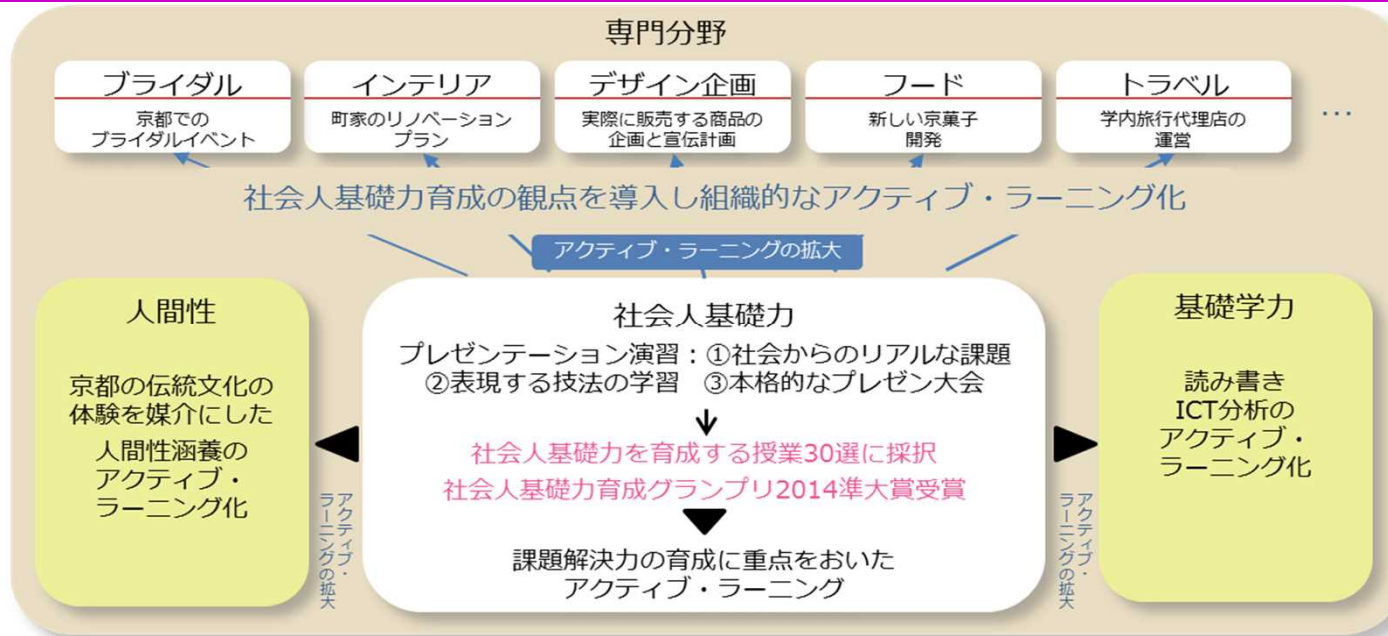 専門分野
ブライダル
京都での
ブライダルイベント
インテリア
町家のリノベーション
プラン
デザイン企画
実際に販売する商品の
企画と宣伝計画
フード
新しい京菓子
開発
トラベル
学内旅行代理店の
運営
…
社会人基礎力育成の観点を導入し組織的なアクティブ・ラーニング化
アクティブ・ラーニングの拡大
人間性
京都の伝統文化の
体験を媒介にした
人間性涵養の
アクティブ・
ラーニング化
アクティブ・
ラーニングの拡大
社会人基礎力
プレゼンテーション演習：①社会からのリアルな課題
②表現する技法の学習　③本格的なプレゼン大会
社会人基礎力を育成する授業30選に採択
社会人基礎力育成グランプリ2014準大賞受賞
課題解決力の育成に重点をおいた
アクティブ・ラーニング
アクティブ・
ラーニングの拡大
基礎学力
読み書き
ICT分析の
アクティブ・
ラーニング化